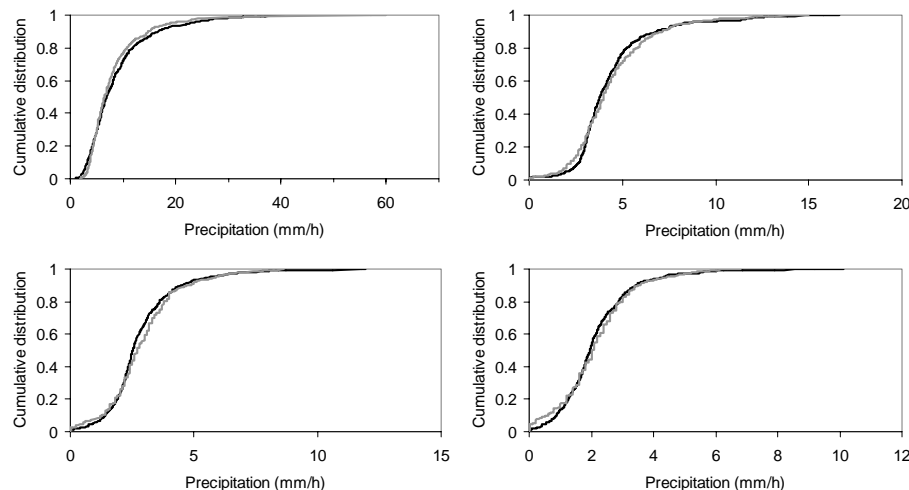 1
0.8
0.6
0.4
0.2
0
0 20 40 60
Cumulative distribution
Precipitation (mm/h)
1
0.8
0.6
0.4
0.2
0
0 5 10 15 20
Cumulative distribution
Precipitation (mm/h)
1
0.8
0.6
0.4
0.2
0
0 5 10 15
Cumulative distribution
Precipitation (mm/h)
1
0.8
0.6
0.4
0.2
0
0 2 4 6 8 10 12
Cumulative distribution
Precipitation (mm/h)